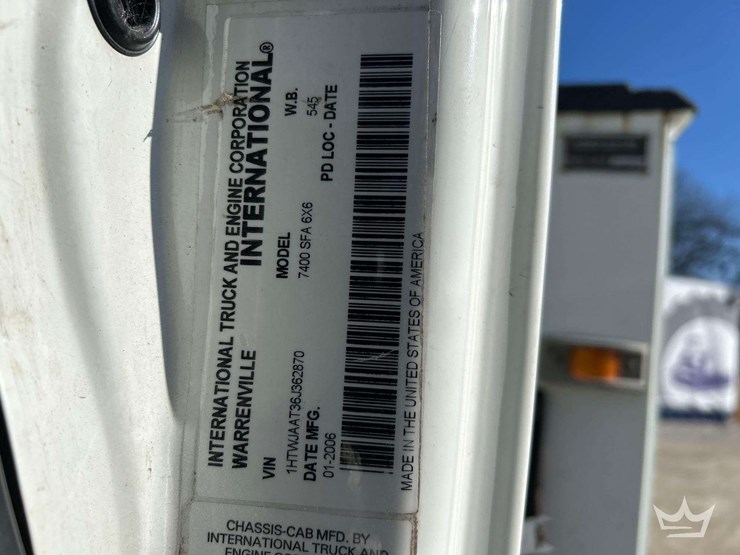 INTERNATIONAL TRUCK AND ENGINE CORPORATION
WARRENVILLE INTERNATIONAL®
VIN MODEL W.B.
1HTWJAAT36J362870 7400 SFA 6X6 545
DATE MFG. PD LOC - DATE
01-2006
MADE IN THE UNITED STATES OF AMERICA
CHASSIS-CAB MFD. BY
INTERNATIONAL TRUCK AND